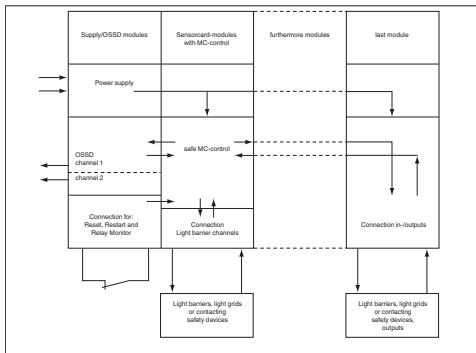 Supply/OSSD modules
Sensorcard-modules
with MC-control
furthermore modules
last module
Power supply
safe MC-control
OSSD
channel 1
channel 2
Connection for:
Reset, Restart and
Relay Monitor
Connection
Light barrier channels
Connection in-/outputs
Light barriers, light grids
or contacting
safety devices
Light barriers, light grids
or contacting
safety devices,
outputs